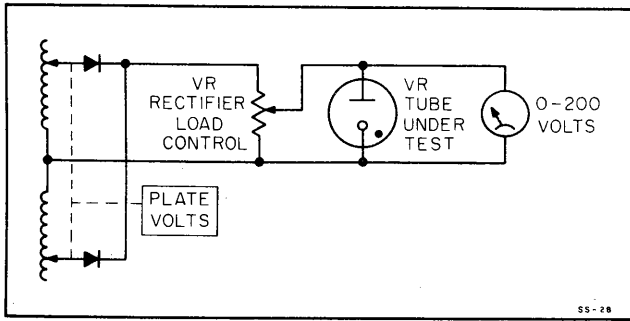 VR
RECTIFIER
LOAD
CONTROL
VR
TUBE
UNDER
TEST
0-200
VOLTS
PLATE
VOLTS
SS-28